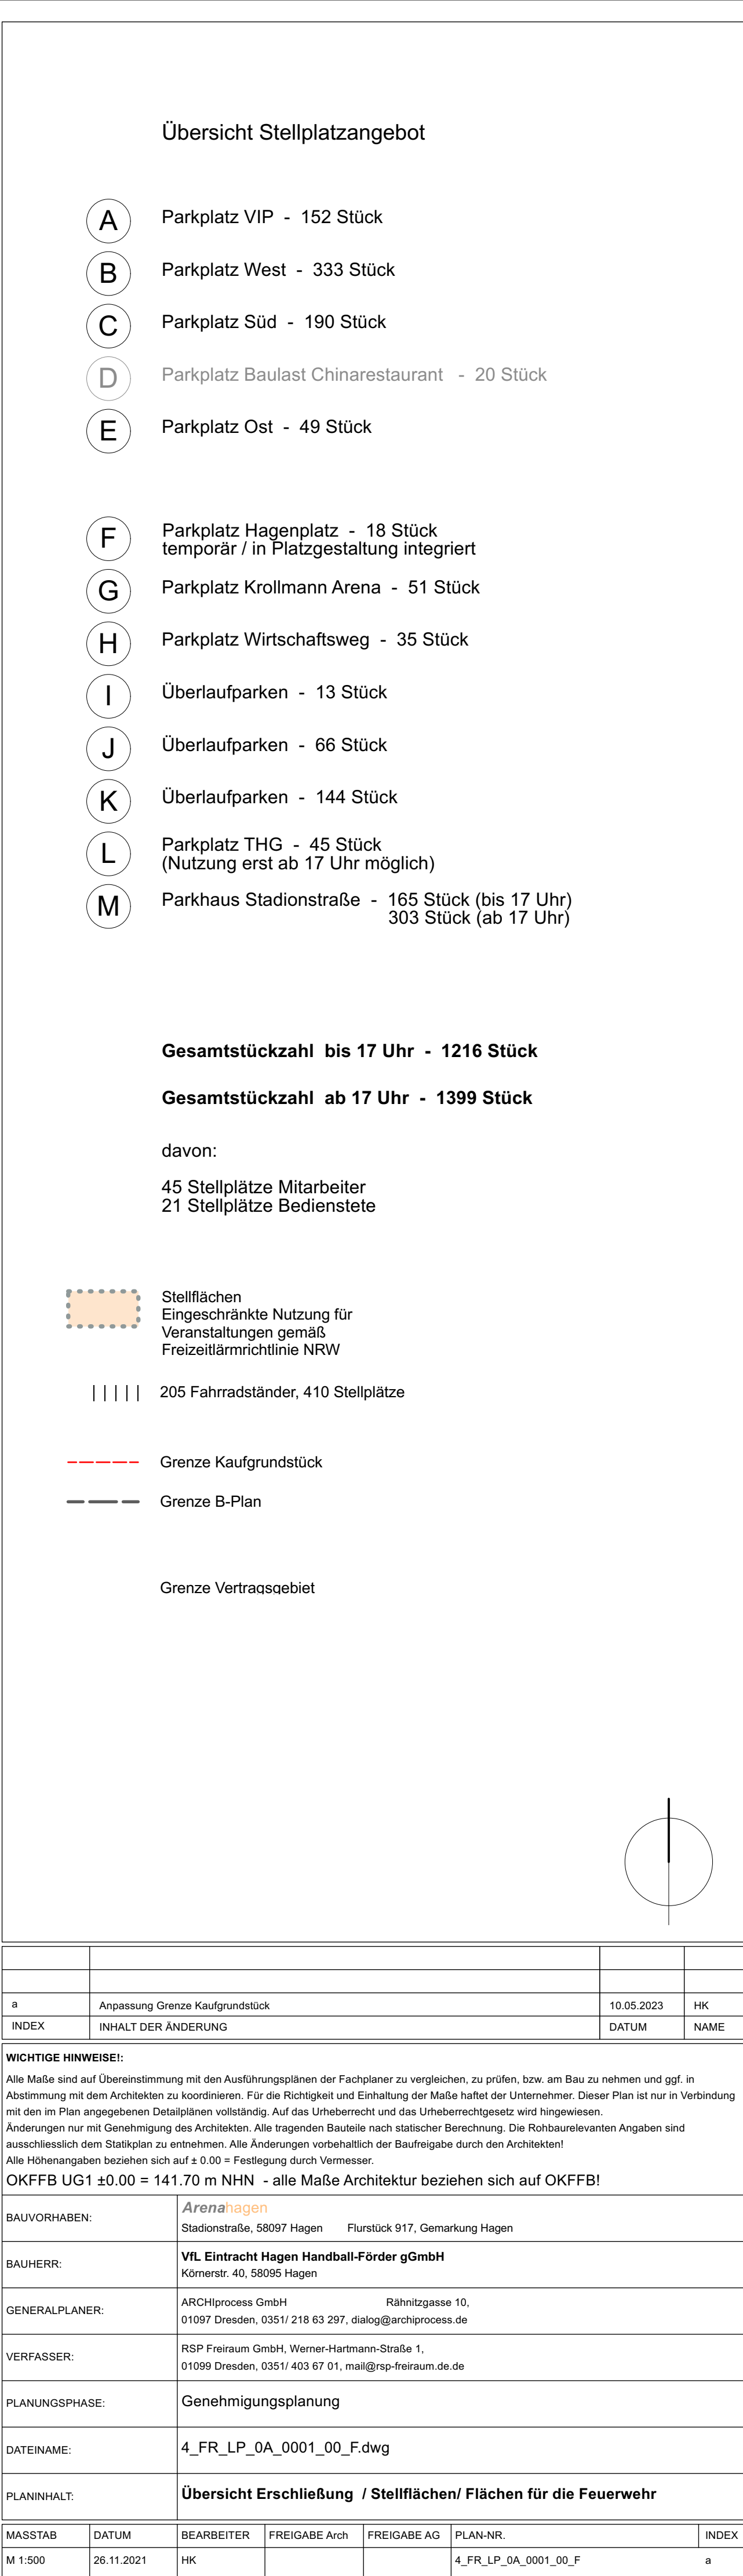 Übersicht Stellplatzangebot
A Parkplatz VIP - 152 Stück
B Parkplatz West - 333 Stück
C Parkplatz Süd - 190 Stück
D Parkplatz Baulast Chinarestaurant - 20 Stück
E Parkplatz Ost - 49 Stück
F Parkplatz Hagenplatz - 18 Stück
temporär / in Platzgestaltung integriert
G Parkplatz Krollmann Arena - 51 Stück
H Parkplatz Wirtschaftsweg - 35 Stück
I Überlaufparken - 13 Stück
J Überlaufparken - 66 Stück
K Überlaufparken - 144 Stück
L Parkplatz THG - 45 Stück
(Nutzung erst ab 17 Uhr möglich)
M Parkhaus Stadionstraße - 165 Stück (bis 17 Uhr)
303 Stück (ab 17 Uhr)
Gesamtstückzahl bis 17 Uhr - 1216 Stück
Gesamtstückzahl ab 17 Uhr - 1399 Stück
davon:
45 Stellplätze Mitarbeiter
21 Stellplätze Bedienstete
Stellflächen
Eingeschränkte Nutzung für
Veranstaltungen gemäß
Freizeitlärmrichtlinie NRW
205 Fahrradständer, 410 Stellplätze
Grenze Kaufgrundstück
Grenze B-Plan
Grenze Vertragsgebiet
a Anpassung Grenze Kaufgrundstück 10.05.2023 HK
INDEX INHALT DER ÄNDERUNG DATUM NAME
WICHTIGE HINWEISE!:
Alle Maße sind auf Übereinstimmung mit den Ausführungsplänen der Fachplaner zu vergleichen, zu prüfen, bzw. am Bau zu nehmen und ggf. in
Abstimmung mit dem Architekten zu koordinieren. Für die Richtigkeit und Einhaltung der Maße haftet der Unternehmer. Dieser Plan ist nur in Verbindung
mit den im Plan angegebenen Detailplänen vollständig. Auf das Urheberrecht und das Urheberrechtgesetz wird hingewiesen.
Änderungen nur mit Genehmigung des Architekten. Alle tragenden Bauteile nach statischer Berechnung. Die Rohbaurelevanten Angaben sind
ausschliesslich dem Statikplan zu entnehmen. Alle Änderungen vorbehaltlich der Baufreigabe durch den Architekten!
Alle Höhenangaben beziehen sich auf ± 0.00 = Festlegung durch Vermesser.
OKFFB UG1 ±0.00 = 141.70 m NHN - alle Maße Architektur beziehen sich auf OKFFB!
BAUVORHABEN: Arenahagen
Stadionstraße, 58097 Hagen Flurstück 917, Gemarkung Hagen
BAUHERR: VfL Eintracht Hagen Handball-Förder gGmbH
Körnerstr. 40, 58095 Hagen
GENERALPLANER: ARCHIprocess GmbH Rähnitzgasse 10,
01097 Dresden, 0351/ 218 63 297, dialog@archiprocess.de
VERFASSER: RSP Freiraum GmbH, Werner-Hartmann-Straße 1,
01099 Dresden, 0351/ 403 67 01, mail@rsp-freiraum.de.de
PLANUNGSPHASE: Genehmigungsplanung
DATEINAME: 4_FR_LP_0A_0001_00_F.dwg
PLANINHALT: Übersicht Erschließung / Stellflächen/ Flächen für die Feuerwehr
MASSTAB DATUM BEARBEITER FREIGABE Arch FREIGABE AG PLAN-NR. INDEX
M 1:500 26.11.2021 HK 4_FR_LP_0A_0001_00_F a